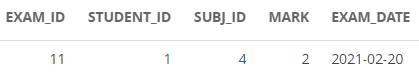 EXAM_ID STUDENT_ID SUBJ_ID MARK EXAM_DATE
11 1 4 2 2021-02-20